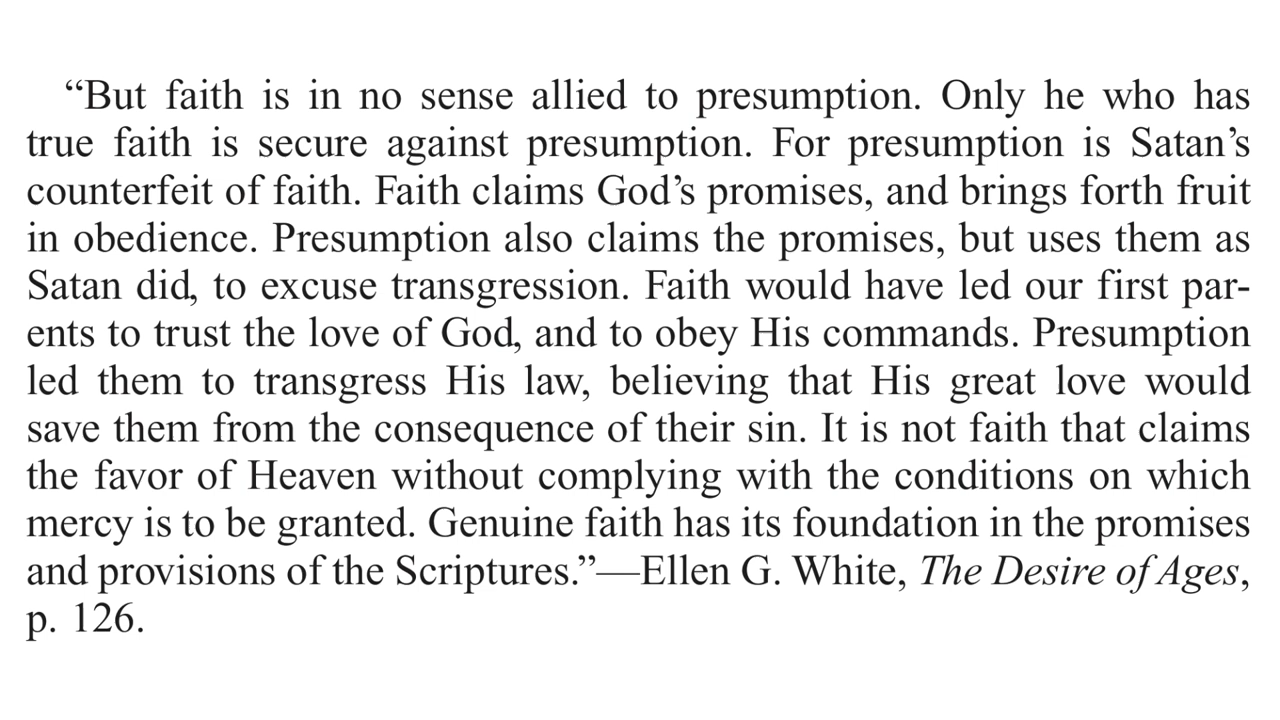 “But faith is in no sense allied to presumption. Only he who has
true faith is secure against presumption. For presumption is Satan’s
counterfeit of faith. Faith claims God’s promises, and brings forth fruit
in obedience. Presumption also claims the promises, but uses them as
Satan did, to excuse transgression. Faith would have led our first par-
ents to trust the love of God, and to obey His commands. Presumption
led them to transgress His law, believing that His great love would
save them from the consequence of their sin. It is not faith that claims
the favor of Heaven without complying with the conditions on which
mercy is to be granted. Genuine faith has its foundation in the promises
and provisions of the Scriptures.”—Ellen G. White, The Desire of Ages,
p. 126.